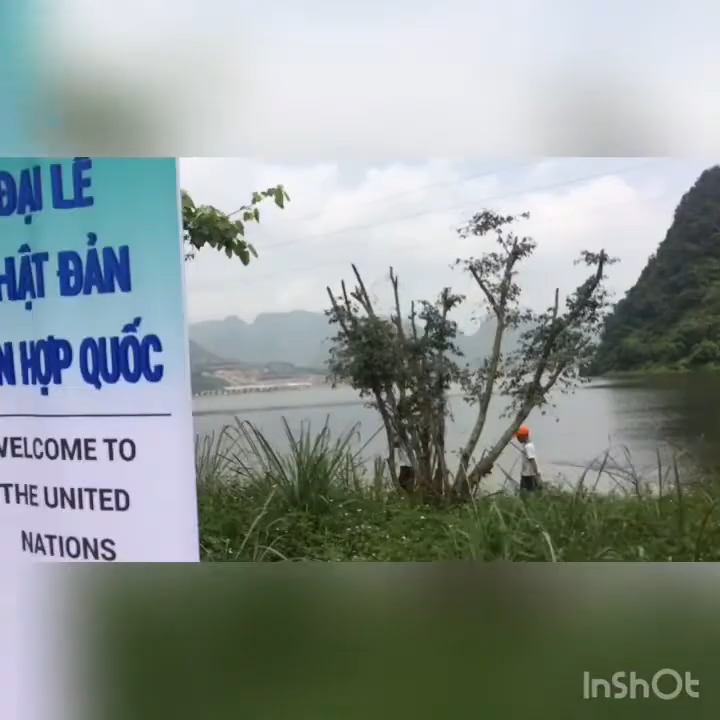 ĐẠI LỄ
HẬT ĐẢN
N HỢP QUỐC
WELCOME TO
THE UNITED
NATIONS
InShOt